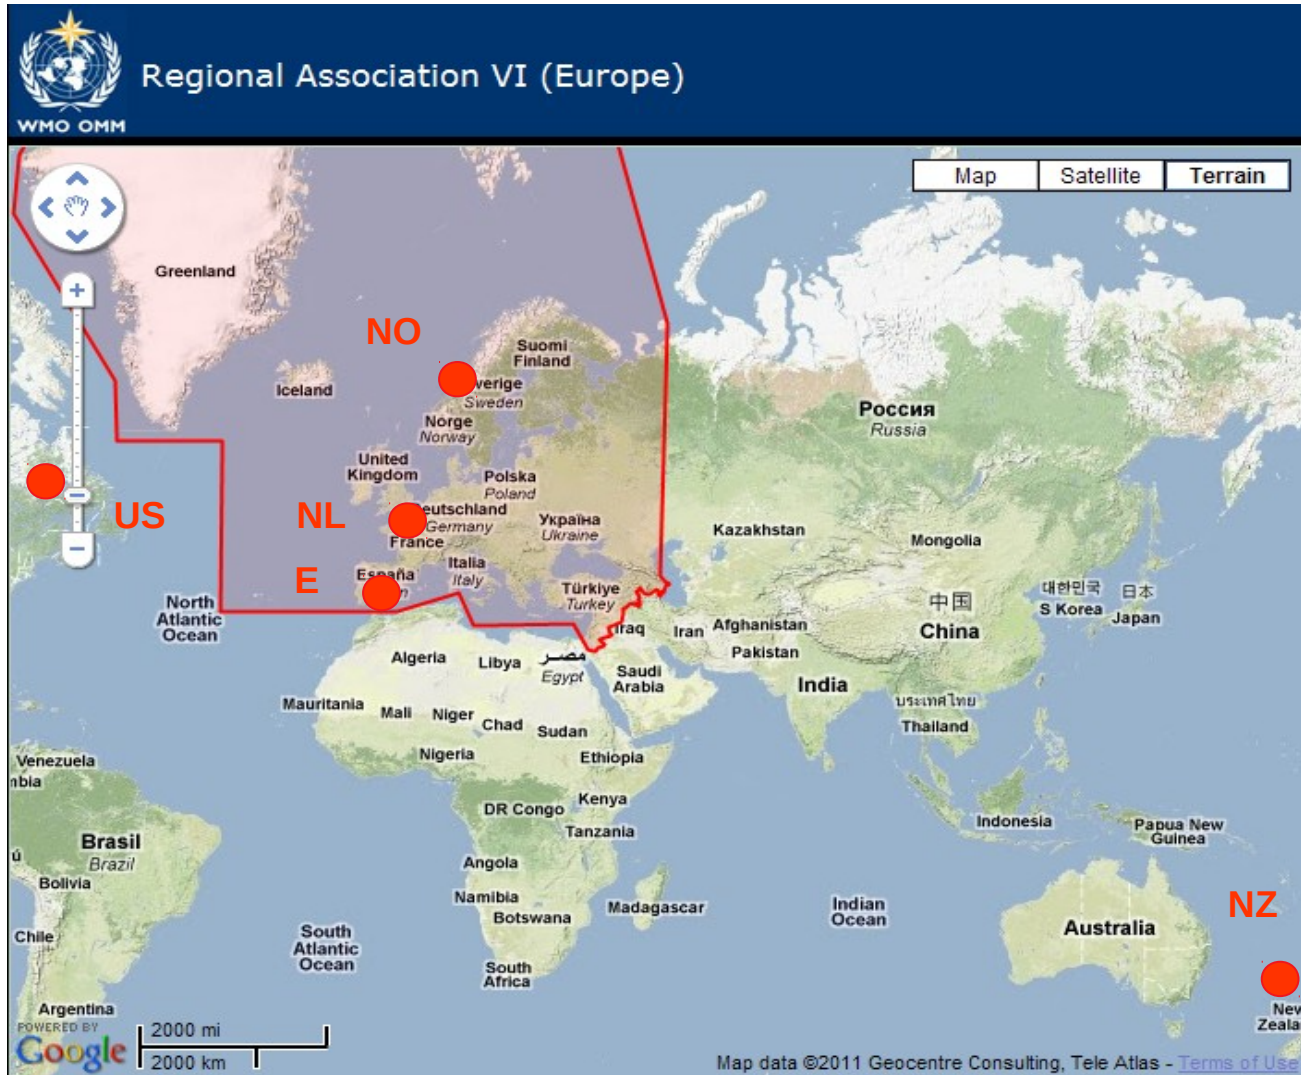 WMO OMM
Regional Association VI (Europe)
Map
Satellite
Terrain
Greenland
NO
Suomi
Finland
Iceland
verige
Sweden
Norge
Norway
Россия
Russia
United
Kingdom
Polska
Poland
US
NL
eutschland
Germany
Україна
Ukraine
France
Kazakhstan
Mongolia
E
España
Italia
Italy
Türkiye
Turkey
North
Atlantic
Ocean
中国
China
대한민국
S Korea
日本
Japan
Iraq
Iran
Afghanistan
Pakistan
Algeria
Libya
مصر
Egypt
Saudi
Arabia
India
ประเทศไทย
Thailand
Mauritania
Mali
Niger
Chad
Sudan
Nigeria
Ethiopia
Venezuela
mbia
DR Congo
Kenya
Tanzania
Indonesia
Papua New
Guinea
Brasil
Brazil
ú
Bolivia
Angola
Namibia
Botswana
Madagascar
Indian
Ocean
NZ
Australia
Chile
South
Atlantic
Ocean
South
Africa
Argentina
New
Zeala
POWERED BY
Google
2000 mi
2000 km
Map data ©2011 Geocentre Consulting, Tele Atlas - Terms of Use